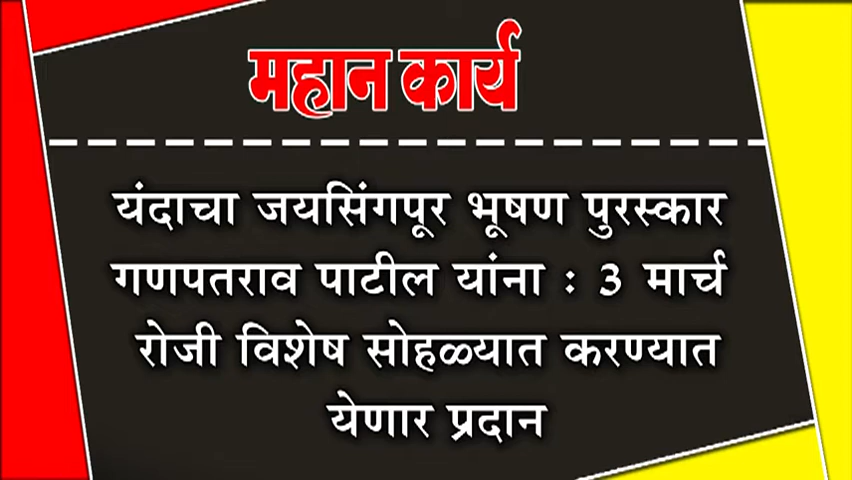 महान कार्य
यंदाचा जयसिंगपूर भूषण पुरस्कार
गणपतराव पाटील यांना : 3 मार्च
रोजी विशेष सोहळ्यात करण्यात
येणार प्रदान